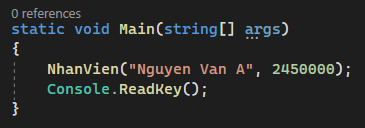 0 references
static void Main(string[] args)
{
    NhanVien("Nguyen Van A", 2450000);
    Console.ReadKey();
}